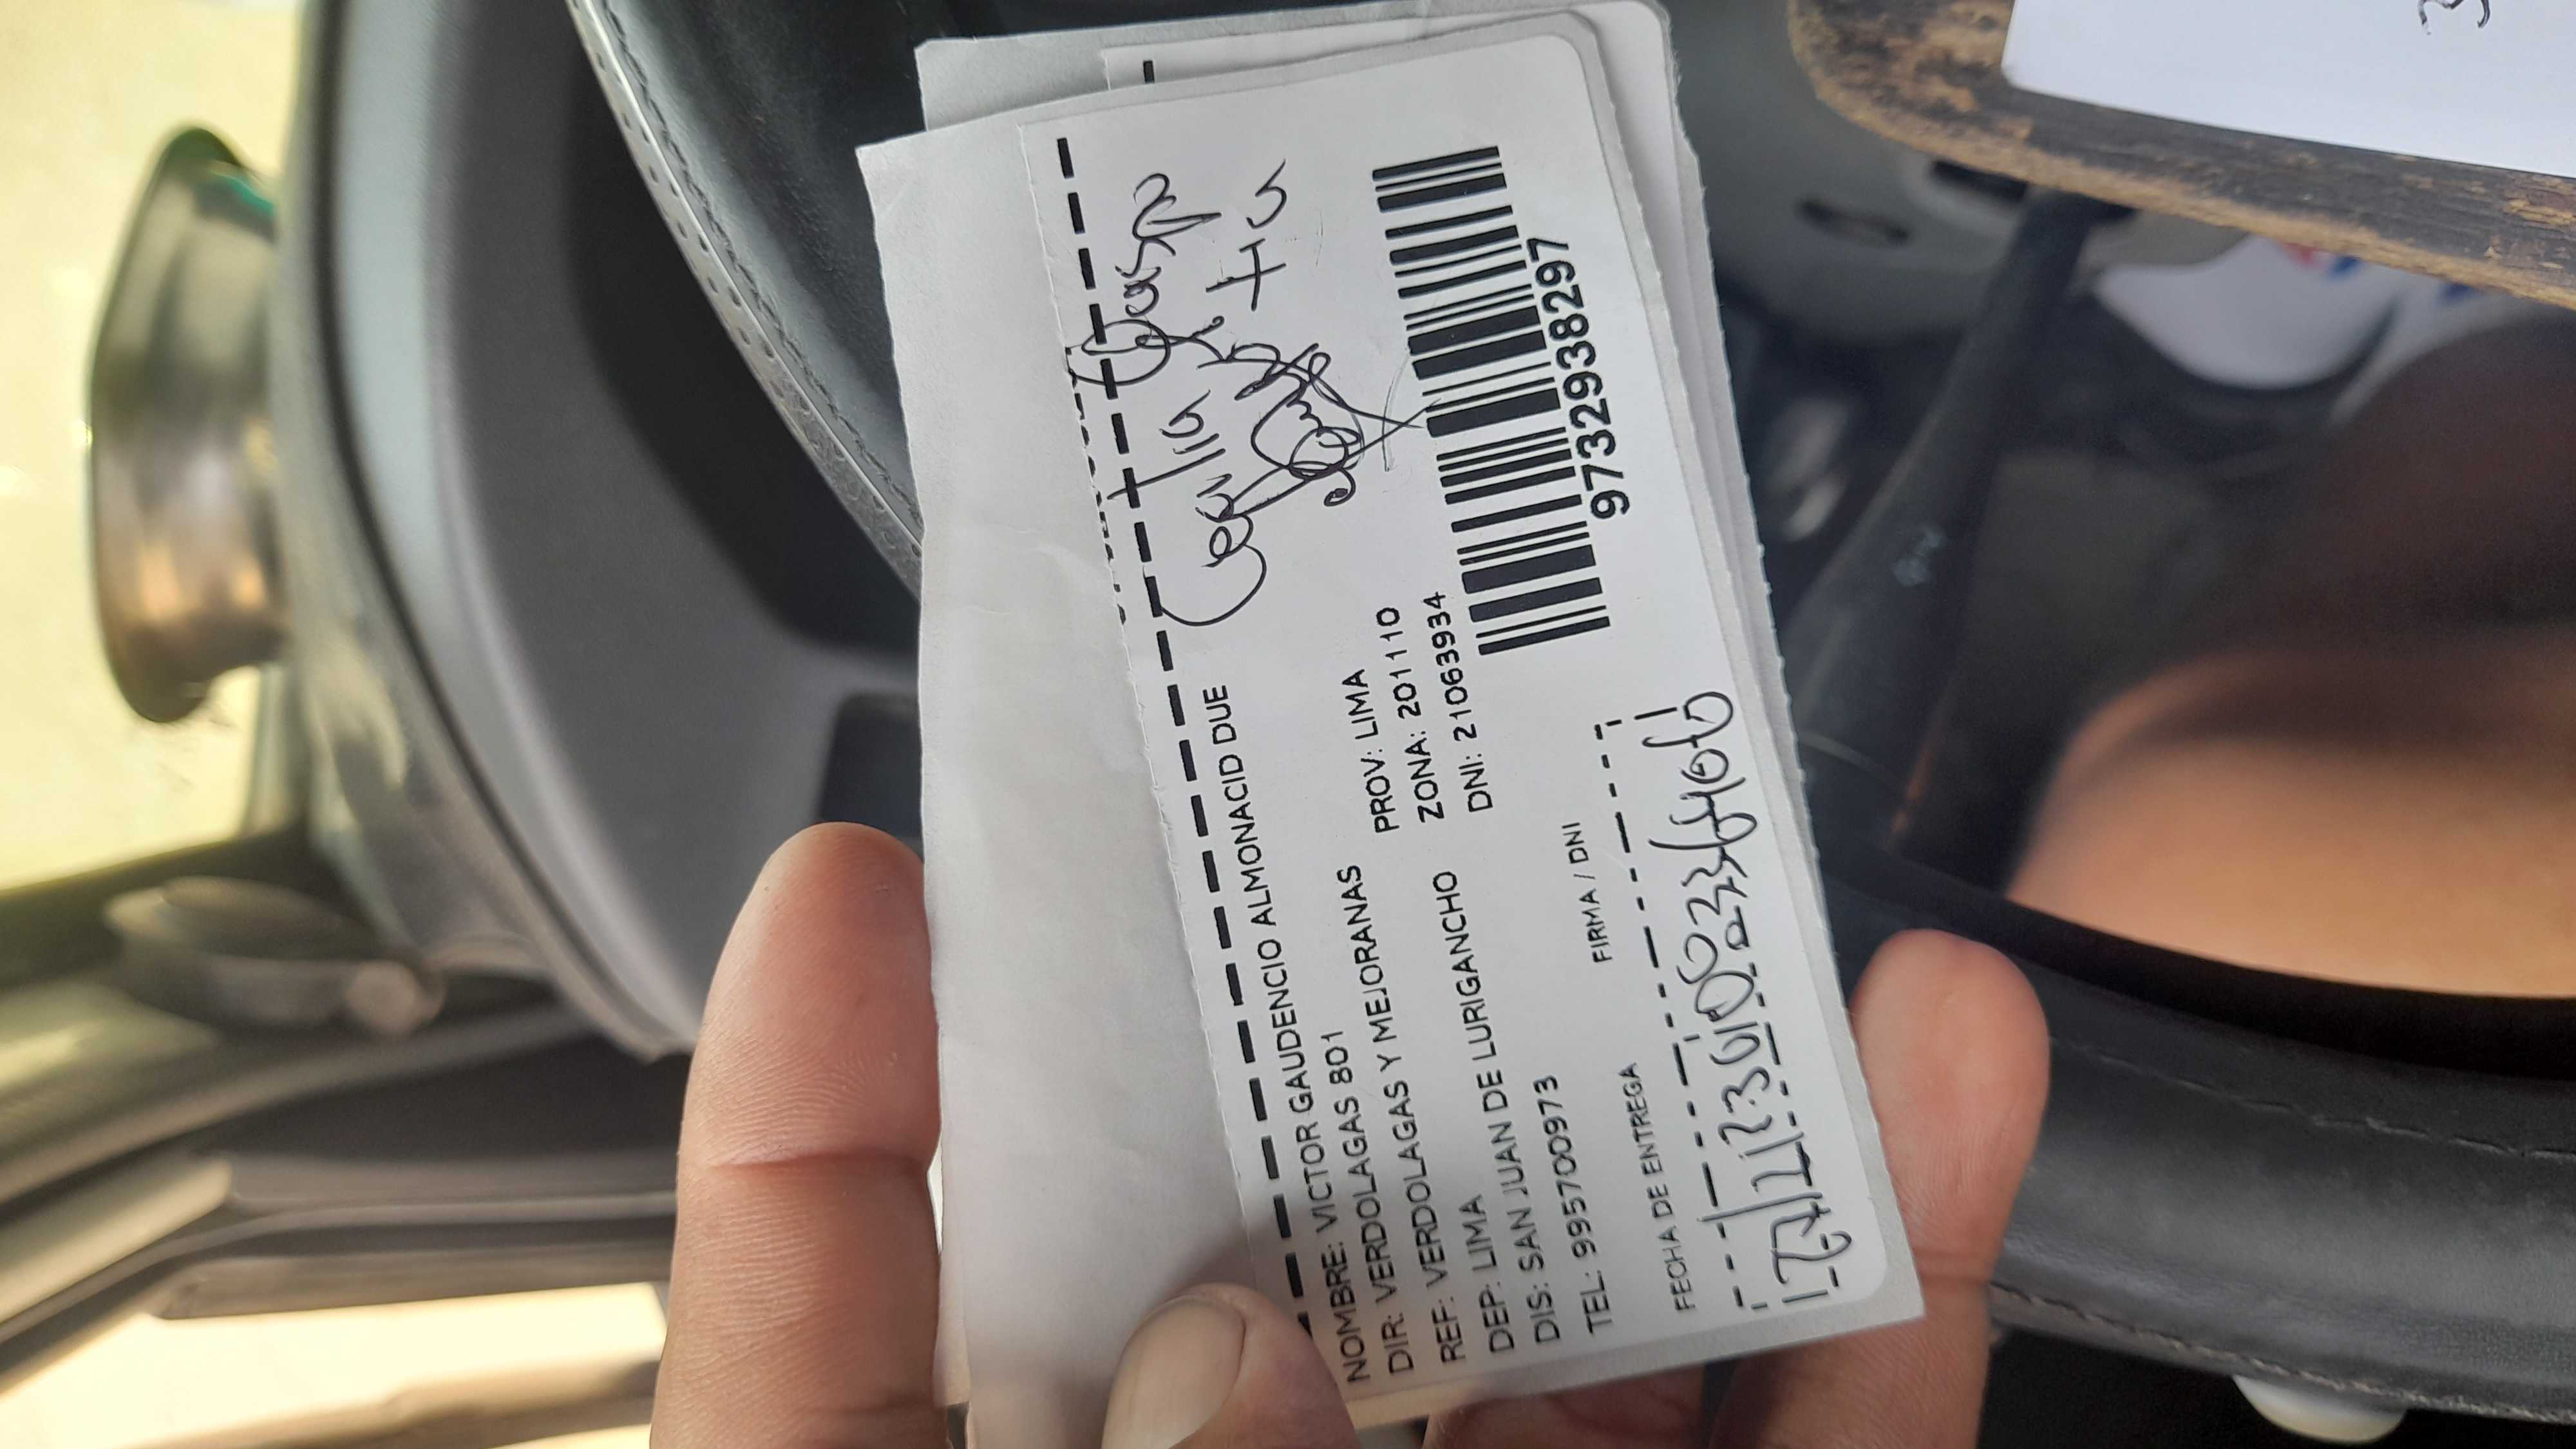 NOMBRE: VICTOR GAUDENCIO ALMONACID DUE
DIR: VERDOLAGAS 801
REF: VERDOLAGAS Y MEJORANAS
DEP: LIMA
PROV: LIMA
DIS: SAN JUAN DE LURIGANCHO
ZONA: 201110
TEL: 995700973
DNI: 21063934
9732938297
FECHA DE ENTREGA
FIRMA / DNI